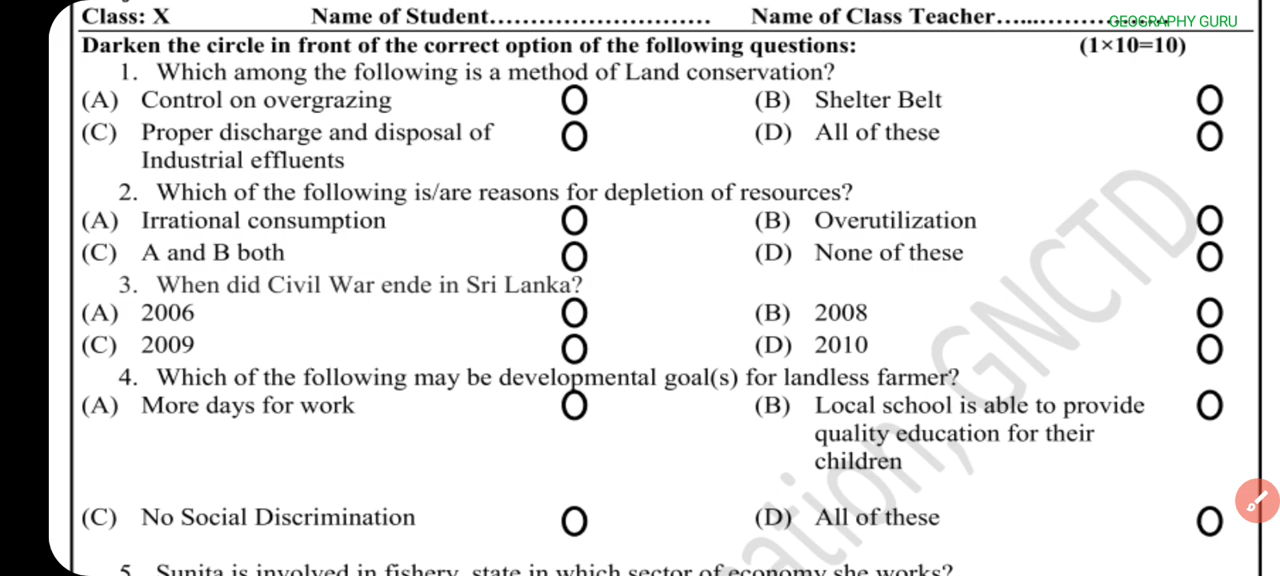 Class: X Name of Student.............................. Name of Class Teacher..................
GEOGRAPHY GURU
Darken the circle in front of the correct option of the following questions: (1×10=10)
1. Which among the following is a method of Land conservation?
(A) Control on overgrazing O (B) Shelter Belt O
(C) Proper discharge and disposal of O (D) All of these O
Industrial effluents
2. Which of the following is/are reasons for depletion of resources?
(A) Irrational consumption O (B) Overutilization O
(C) A and B both O (D) None of these O
3. When did Civil War ende in Sri Lanka?
(A) 2006 O (B) 2008 O
(C) 2009 O (D) 2010 O
4. Which of the following may be developmental goal(s) for landless farmer?
(A) More days for work O (B) Local school is able to provide O
quality education for their
children
(C) No Social Discrimination O (D) All of these O
ation, GNCTD
5. Sunita is involved in fishery, state in which sector of economy she works?